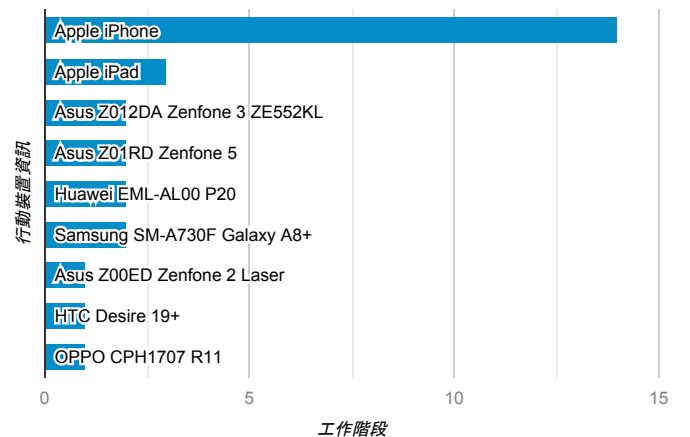 Apple iPhone
Apple iPad
Asus Z012DA Zenfone 3 ZE552KL
Asus Z01RD Zenfone 5
Huawei EML-AL00 P20
Samsung SM-A730F Galaxy A8+
Asus Z00ED Zenfone 2 Laser
HTC Desire 19+
OPPO CPH1707 R11
行動裝置資訊
0 5 10 15
工作階段